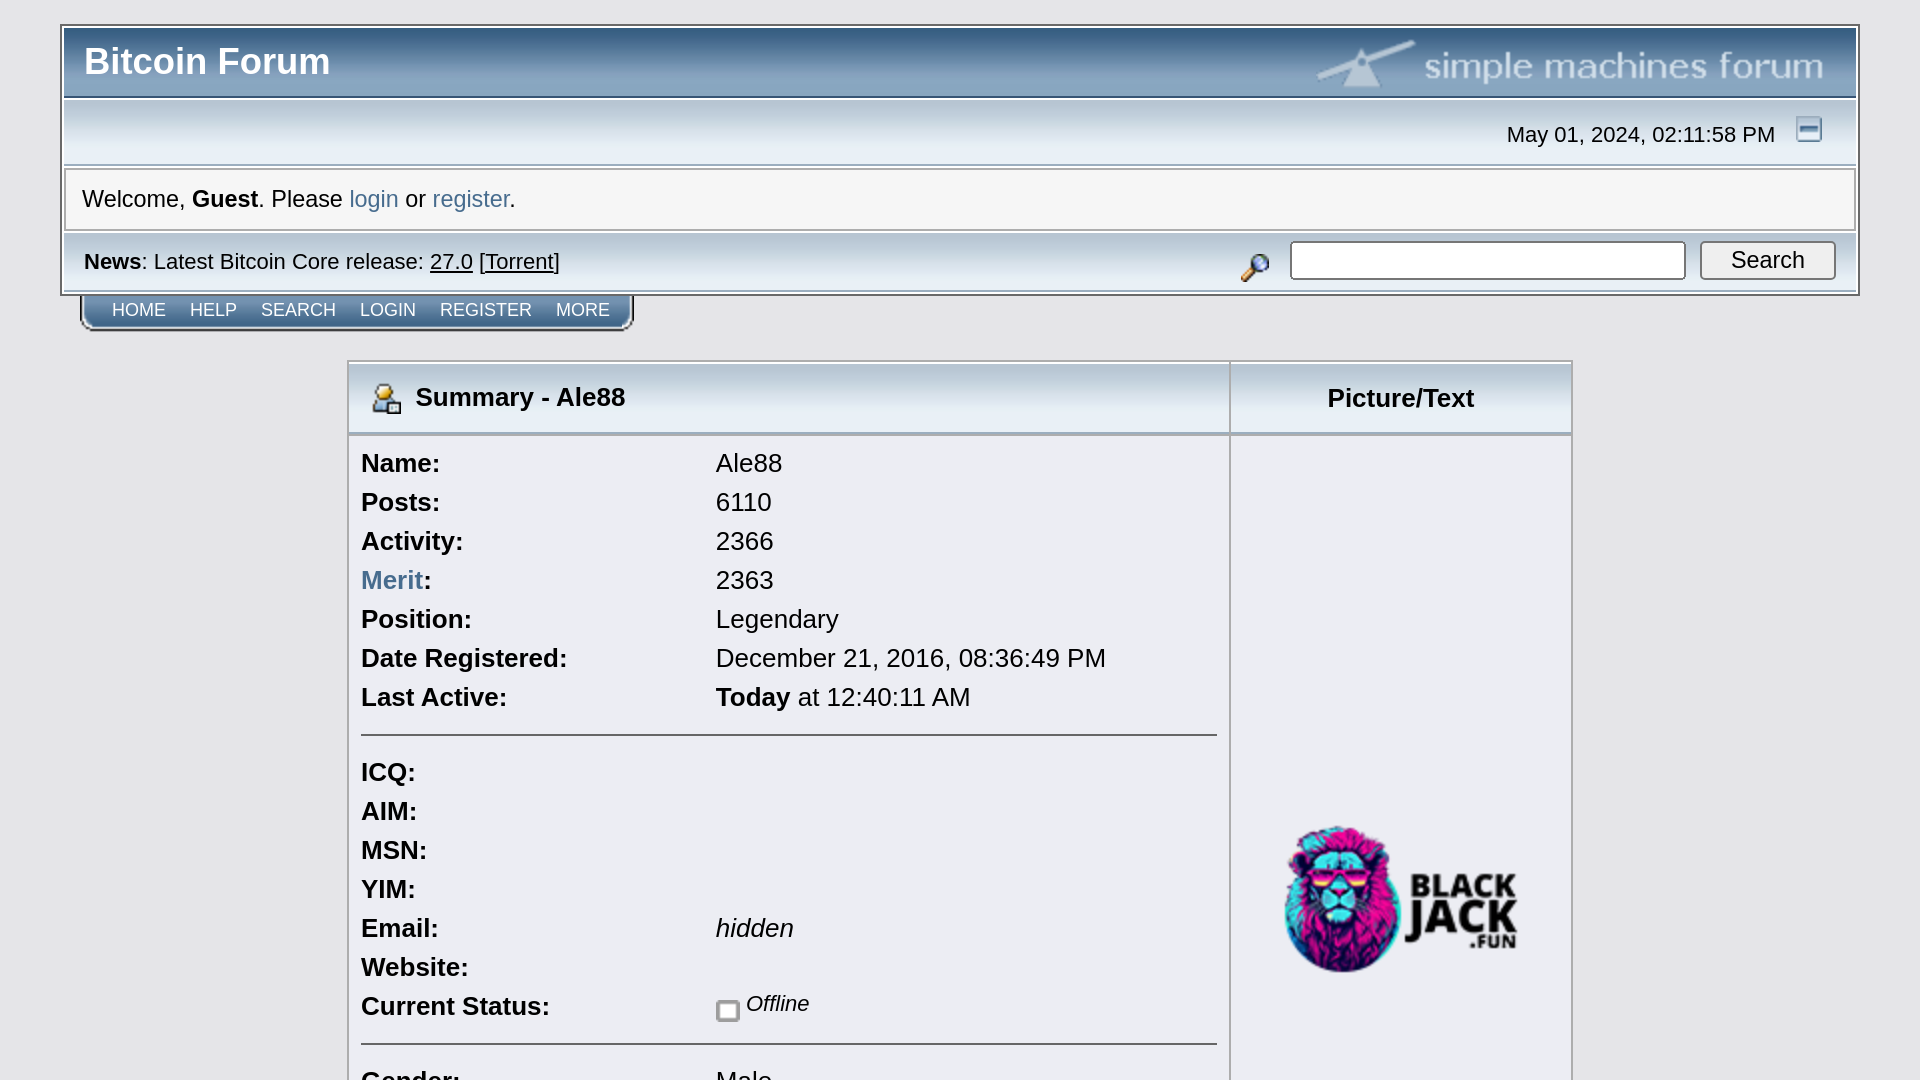 Bitcoin Forum
simple machines forum
May 01, 2024, 02:11:58 PM
Welcome, Guest. Please login or register.
News: Latest Bitcoin Core release: 27.0 [Torrent]
Search
HOME HELP SEARCH LOGIN REGISTER MORE
Summary - Ale88
Picture/Text
Name: Ale88
Posts: 6110
Activity: 2366
Merit: 2363
Position: Legendary
Date Registered: December 21, 2016, 08:36:49 PM
Last Active: Today at 12:40:11 AM
ICQ:
AIM:
MSN:
YIM:
Email: hidden
Website:
Current Status: Offline
BLACK
JACK
.FUN
Gender: Male